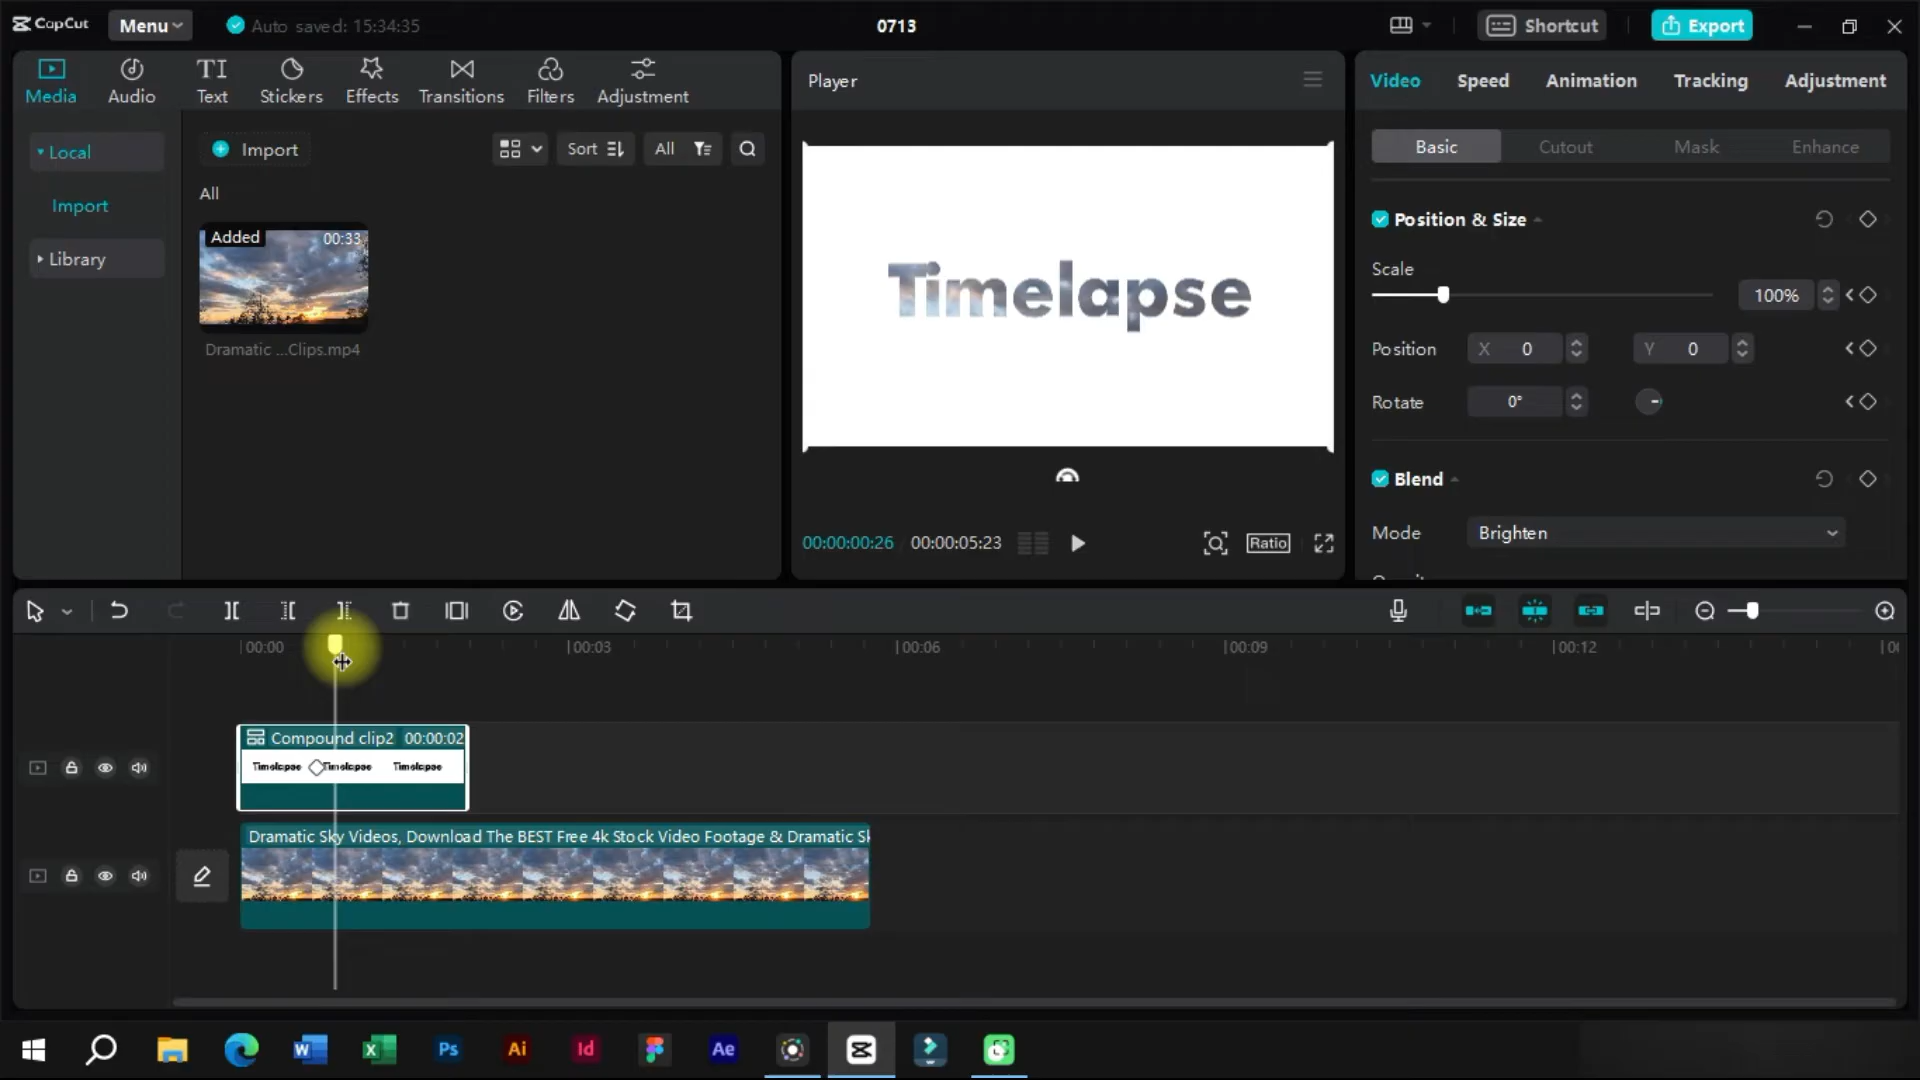 CapCut Menu Auto saved: 15:34:35 0713 Shortcut Export
Media Audio TI Text Stickers Effects Transitions Filters Adjustment
Local
Import
Library
Import Sort All
All
Added 00:33
Dramatic ...Clips.mp4
Player
Timelapse
00:00:00:26 00:00:05:23 Ratio
Video Speed Animation Tracking Adjustment
Basic Cutout Mask Enhance
Position & Size
Scale 100%
Position X 0 Y 0
Rotate 0°
Blend
Mode Brighten
00:00 00:03 00:06 00:09 00:12
Compound clip2 00:00:02
Timelapse Timelapse Timelapse
Dramatic Sky Videos, Download The BEST Free 4k Stock Video Footage & Dramatic Sk
W X Ps Ai Id Ae